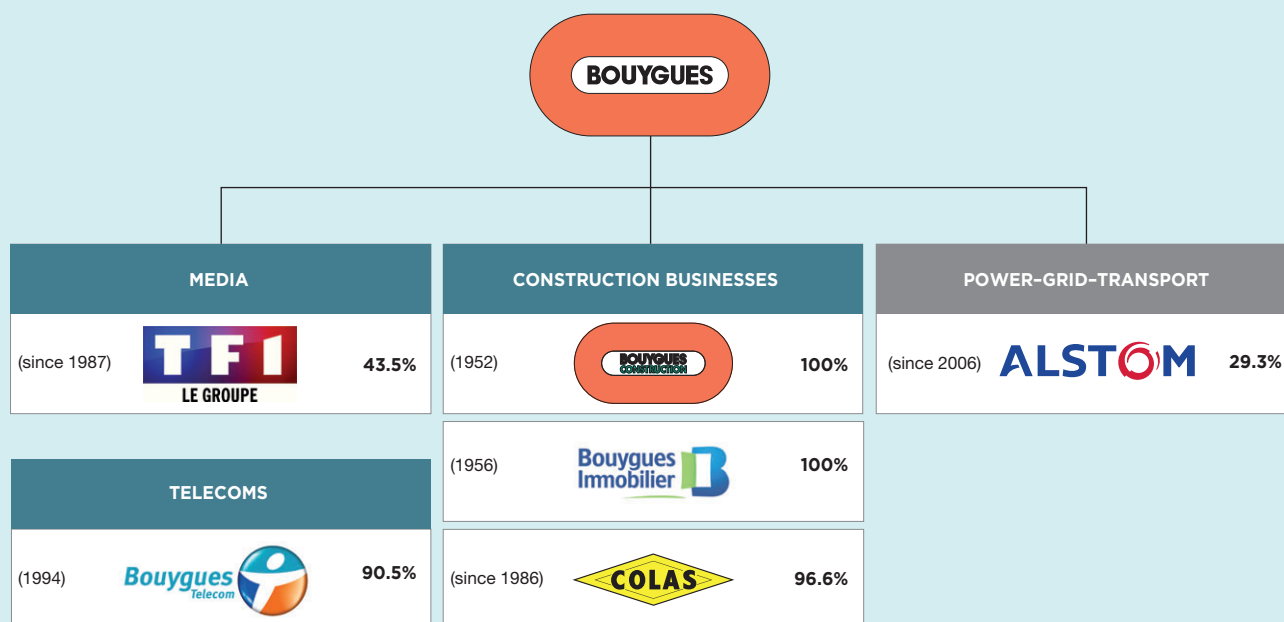 BOUYGUES
MEDIA
(since 1987)
TF1
LE GROUPE
43.5%
TELECOMS
(1994)
Bouygues
Telecom
90.5%
CONSTRUCTION BUSINESSES
(1952)
BOUYGUES
CONSTRUCTION
100%
(1956)
Bouygues
Immobilier
100%
(since 1986)
COLAS
96.6%
POWER-GRID-TRANSPORT
(since 2006)
ALSTOM
29.3%